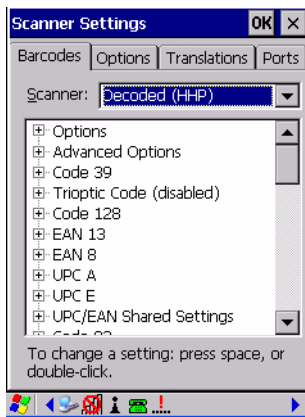 Scanner Settings OK ×
Barcodes Options Translations Ports
Scanner: Decoded (HHP)
Options
Advanced Options
Code 39
Trioptic Code (disabled)
Code 128
EAN 13
EAN 8
UPC A
UPC E
UPC/EAN Shared Settings
To change a setting: press space, or
double-click.